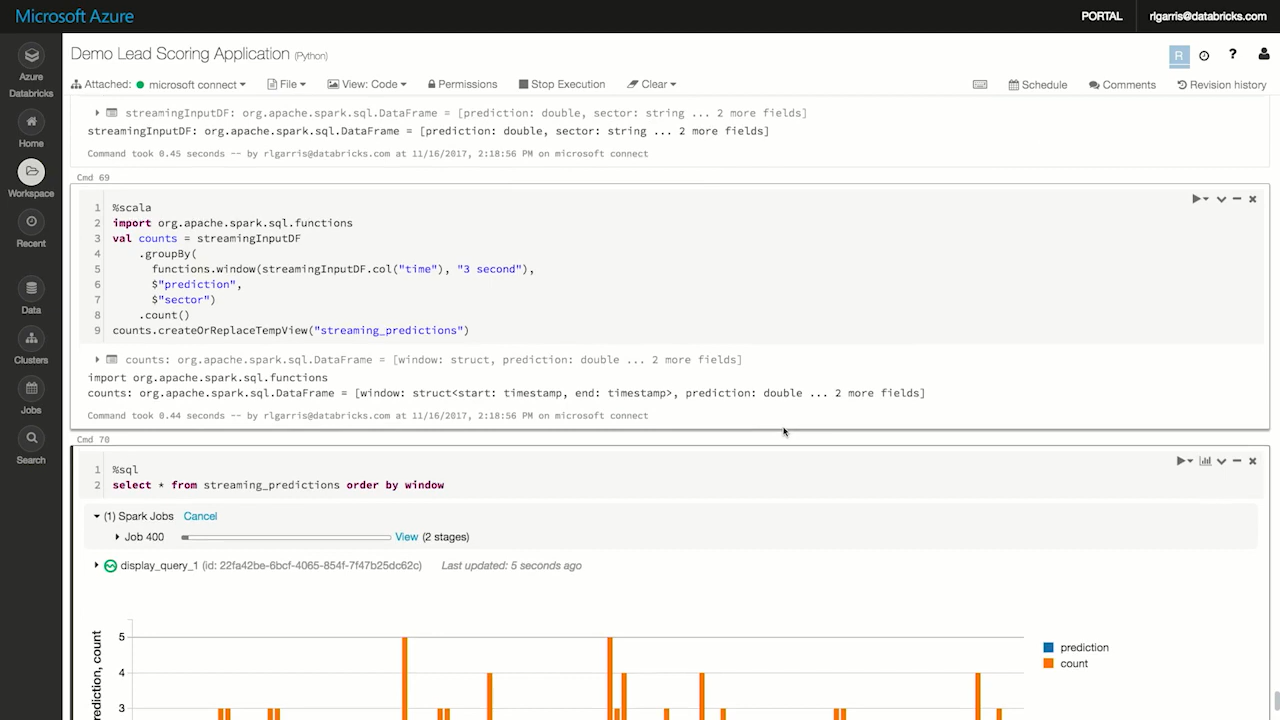 Microsoft Azure
PORTAL
rlgarris@databricks.com
Azure
Databricks
Home
Workspace
Recent
Data
Clusters
Jobs
Search
Demo Lead Scoring Application (Python)
R
?
Attached: microsoft connect
File
View: Code
Permissions
Stop Execution
Clear
Schedule
Comments
Revision history
streamingInputDF: org.apache.spark.sql.DataFrame = [prediction: double, sector: string ... 2 more fields]
streamingInputDF: org.apache.spark.sql.DataFrame = [prediction: double, sector: string ... 2 more fields]
Command took 0.45 seconds -- by rlgarris@databricks.com at 11/16/2017, 2:18:56 PM on microsoft connect
Cmd 69
1 %scala
2 import org.apache.spark.sql.functions
3 val counts = streamingInputDF
4 .groupBy(
5 functions.window(streamingInputDF.col("time"), "3 second"),
6 $"prediction",
7 $"sector")
8 .count()
9 counts.createOrReplaceTempView("streaming_predictions")
counts: org.apache.spark.sql.DataFrame = [window: struct, prediction: double ... 2 more fields]
import org.apache.spark.sql.functions
counts: org.apache.spark.sql.DataFrame = [window: struct<start: timestamp, end: timestamp>, prediction: double ... 2 more fields]
Command took 0.44 seconds -- by rlgarris@databricks.com at 11/16/2017, 2:18:56 PM on microsoft connect
Cmd 70
1 %sql
2 select * from streaming_predictions order by window
(1) Spark Jobs Cancel
Job 400 View (2 stages)
display_query_1 (id: 22fa42be-6bcf-4065-854f-7f47b25dc62c) Last updated: 5 seconds ago
rediction, count
5
4
3
prediction
count